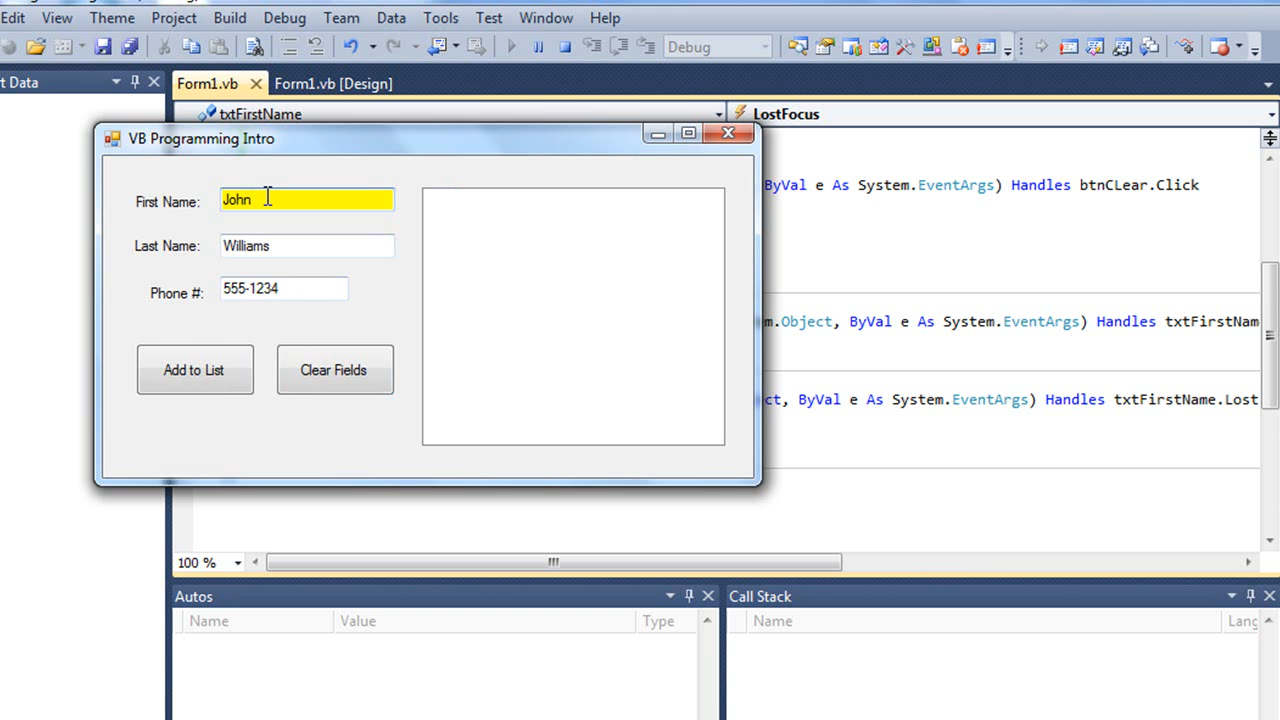 Edit View Theme Project Build Debug Team Data Tools Test Window Help
Debug
t Data
Form1.vb Form1.vb [Design]
txtFirstName LostFocus
VB Programming Intro
ByVal e As System.EventArgs) Handles btnCLear.Click
First Name: John
Last Name: Williams
Phone #: 555-1234
m.Object, ByVal e As System.EventArgs) Handles txtFirstNam
Add to List Clear Fields
ct, ByVal e As System.EventArgs) Handles txtFirstName.Lost
100 %
Autos Call Stack
Name Value Type Name Lang